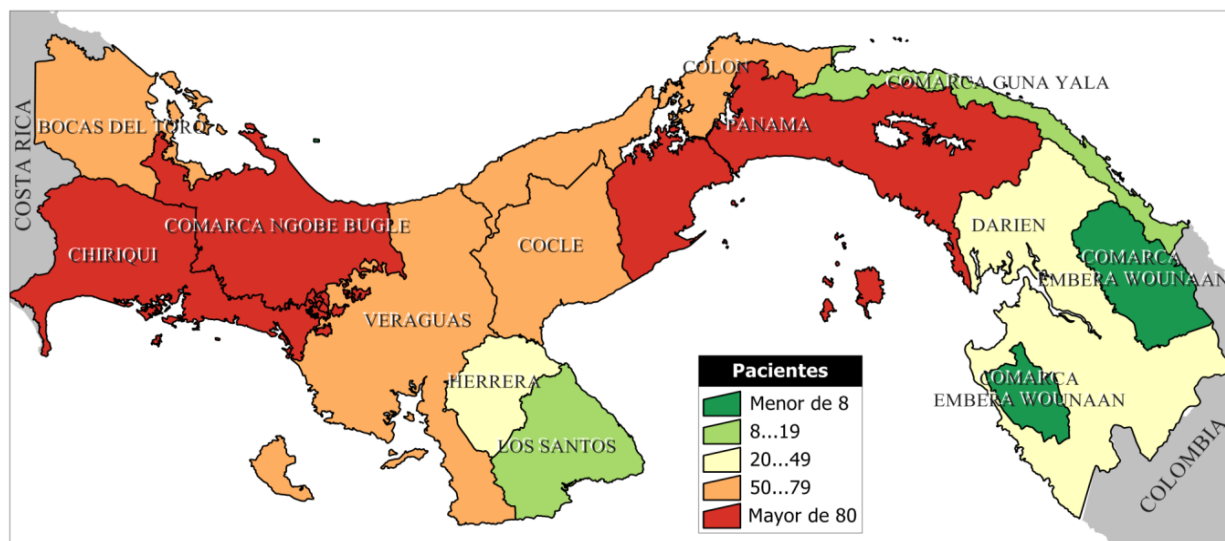 COSTA RICA
BOCAS DEL TORO
CHIRIQUI
COMARCA NGOBE BUGLE
VERAGUAS
COCLE
COLON
PANAMA
COMARCA GUNA YALA
DARIEN
COMARCA
EMBERA WOUNAAN
COMARCA
EMBERA WOUNAAN
HERRERA
LOS SANTOS
COLOMBIA
Pacientes
Menor de 8
8...19
20...49
50...79
Mayor de 80